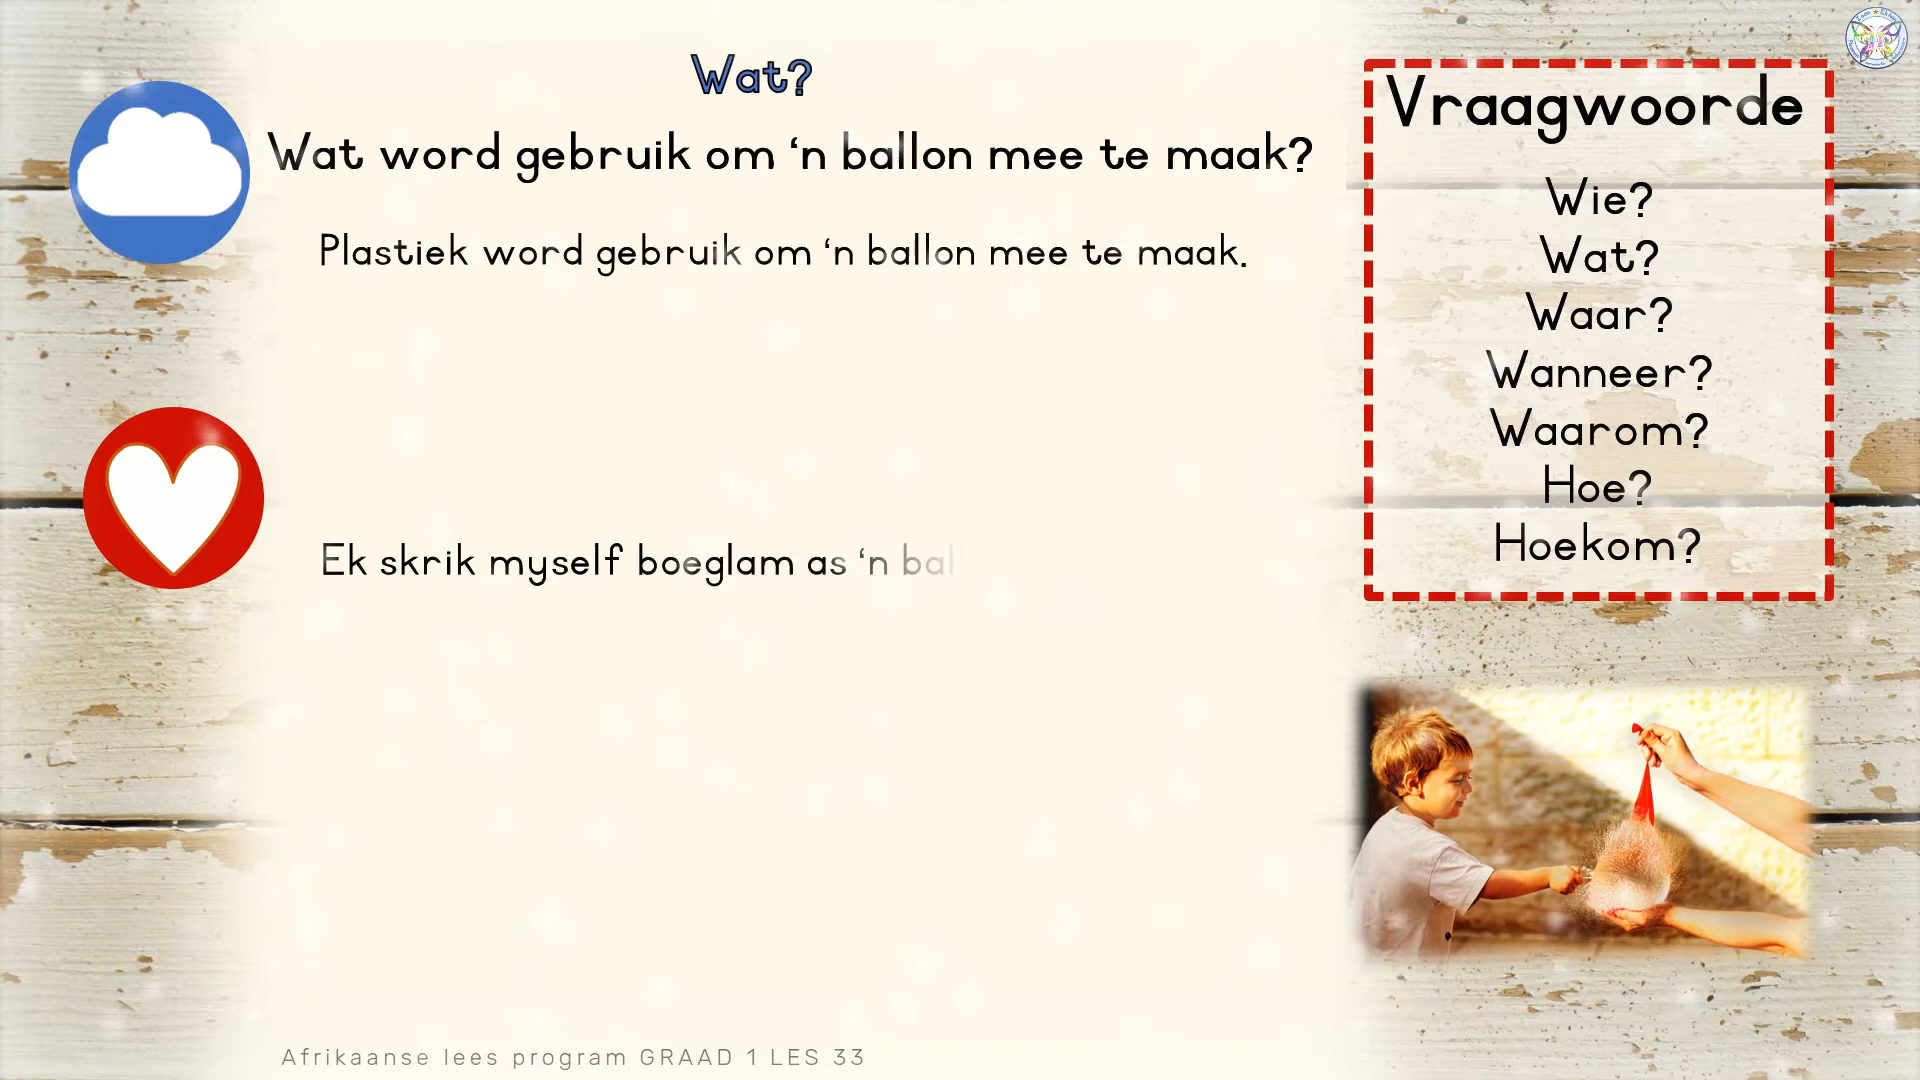 Wat?
Wat word gebruik om ‘n ballon mee te maak?
Plastiek word gebruik om ‘n ballon mee te maak.
Ek skrik myself boeglam as ‘n bal
Vraagwoorde
Wie?
Wat?
Waar?
Wanneer?
Waarom?
Hoe?
Hoekom?
Afrikaanse lees program GRAAD 1 LES 33